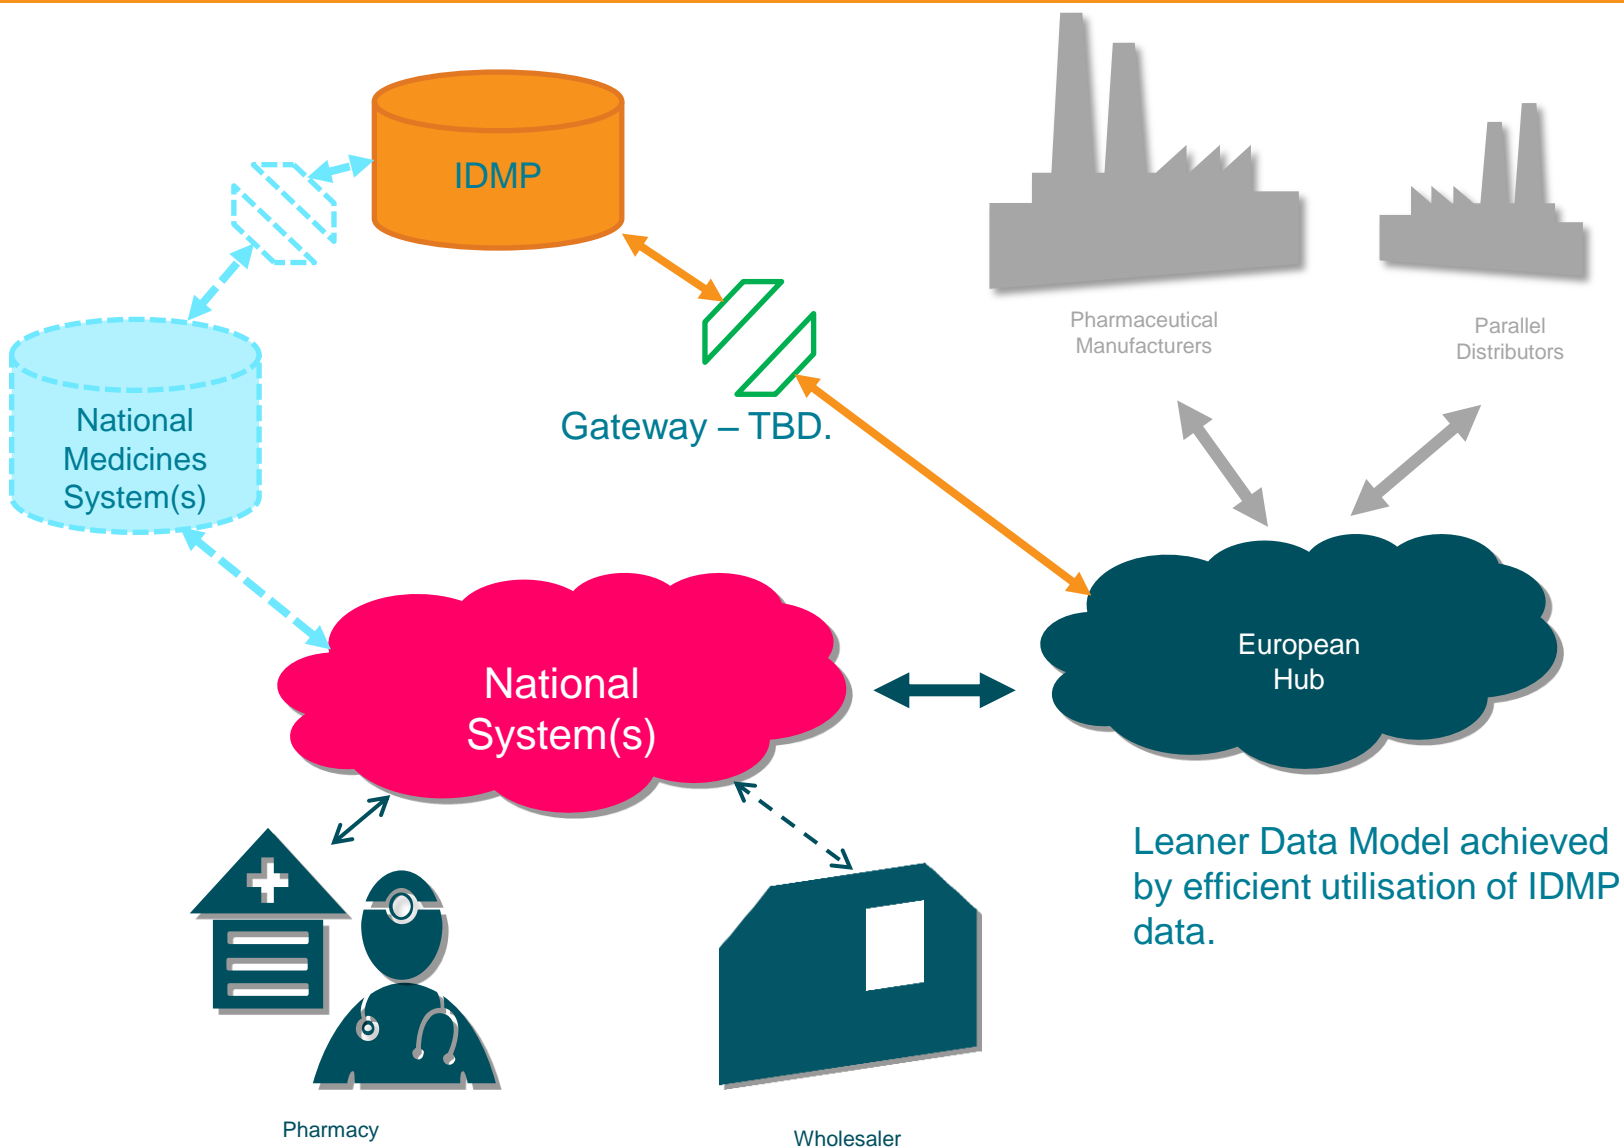 IDMP
Pharmaceutical
Manufacturers
Parallel
Distributors
National
Medicines
System(s)
Gateway – TBD.
European
Hub
National
System(s)
Leaner Data Model achieved
by efficient utilisation of IDMP
data.
Pharmacy
Wholesaler